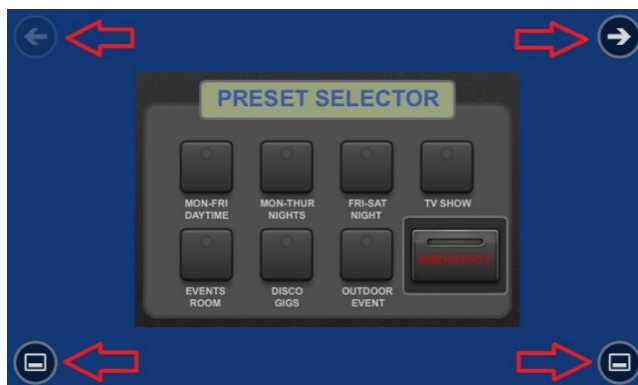 PRESET SELECTOR
MON-FRI
DAYTIME
MON-THUR
NIGHTS
FRI-SAT
NIGHT
TV SHOW
EVENTS
ROOM
DISCO
GIGS
OUTDOOR
EVENT
EMERGENCY